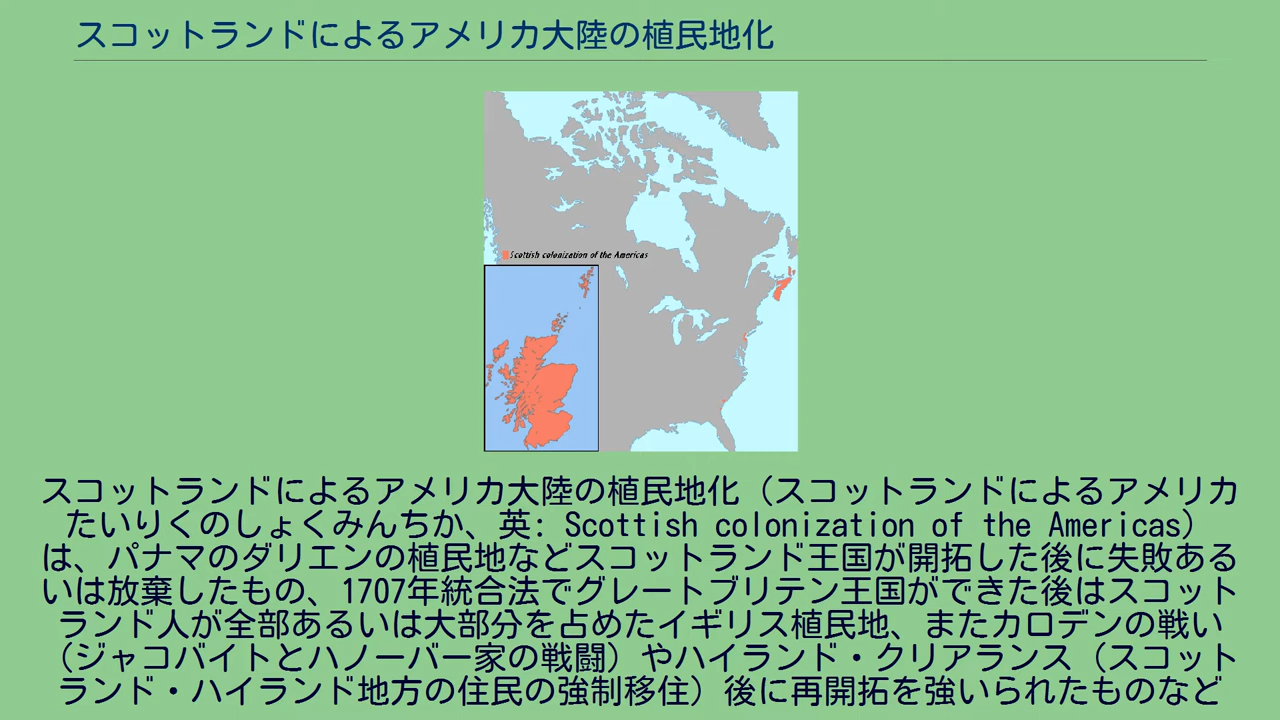 スコットランドによるアメリカ大陸の植民地化
Scottish colonization of the Americas
スコットランドによるアメリカ大陸の植民地化（スコットランドによるアメリカ
たいりくのしょくみんちか、英: Scottish colonization of the Americas）
は、パナマのダリエンの植民地などスコットランド王国が開拓した後に失敗ある
いは放棄したもの、1707年統合法でグレートブリテン王国ができた後はスコット
ランド人が全部あるいは大部分を占めたイギリス植民地、またカロデンの戦い
（ジャコバイトとハノーバー家の戦闘）やハイランド・クリアランス（スコット
ランド・ハイランド地方の住民の強制移住）後に再開拓を強いられたものなど